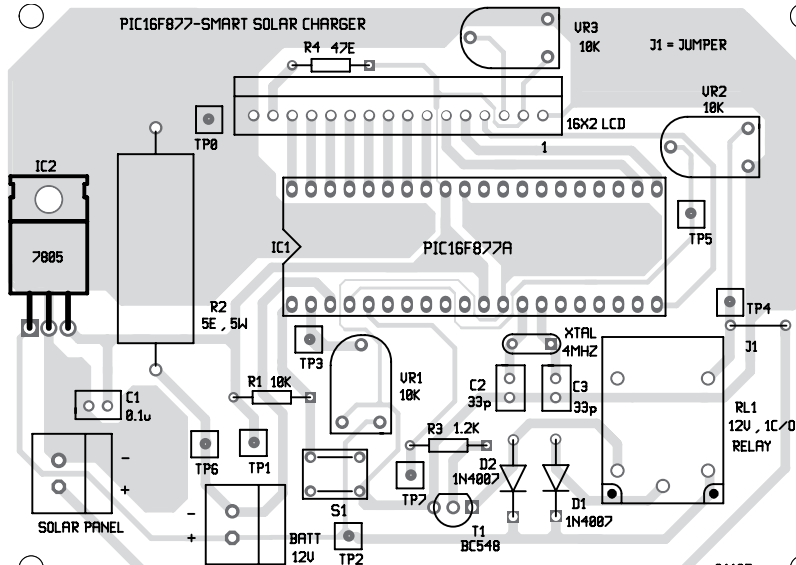 PIC16F877-SMART SOLAR CHARGER
R4 47E
VR3
10K
J1 = JUMPER
VR2
10K
16X2 LCD
TP0
1
IC2
7805
IC1
PIC16F877A
TP5
R2
5E , 5W
TP4
J1
TP3
XTAL
4MHZ
VR1
10K
R1 10K
C1
0.1u
C2
33p
C3
33p
RL1
12V , 1C/O
RELAY
R3 1.2K
TP6
TP1
-
+
SOLAR PANEL
D2
1N4007
TP7
S1
-
+
BATT
12V
TP2
T1
BC548
D1
1N4007